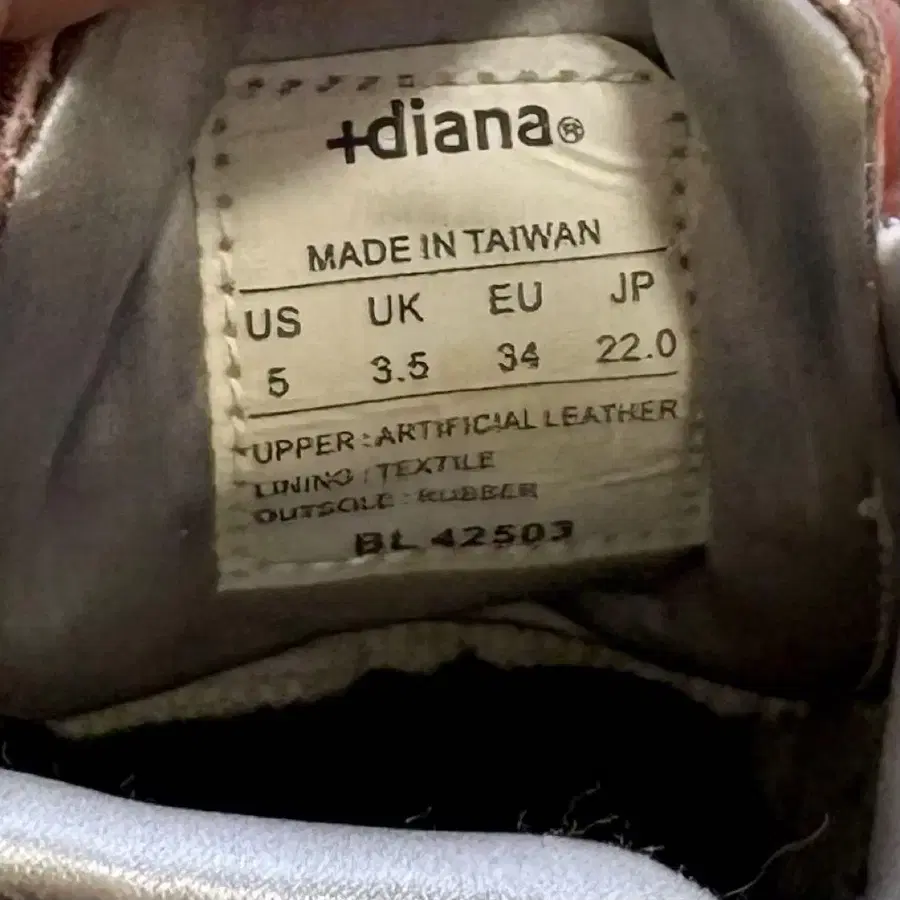 +diana®
MADE IN TAIWAN
US UK EU JP
5 3.5 34 22.0
UPPER : ARTIFICIAL LEATHER
LINING : TEXTILE
OUTSOLE : RUBBER
BL 42503